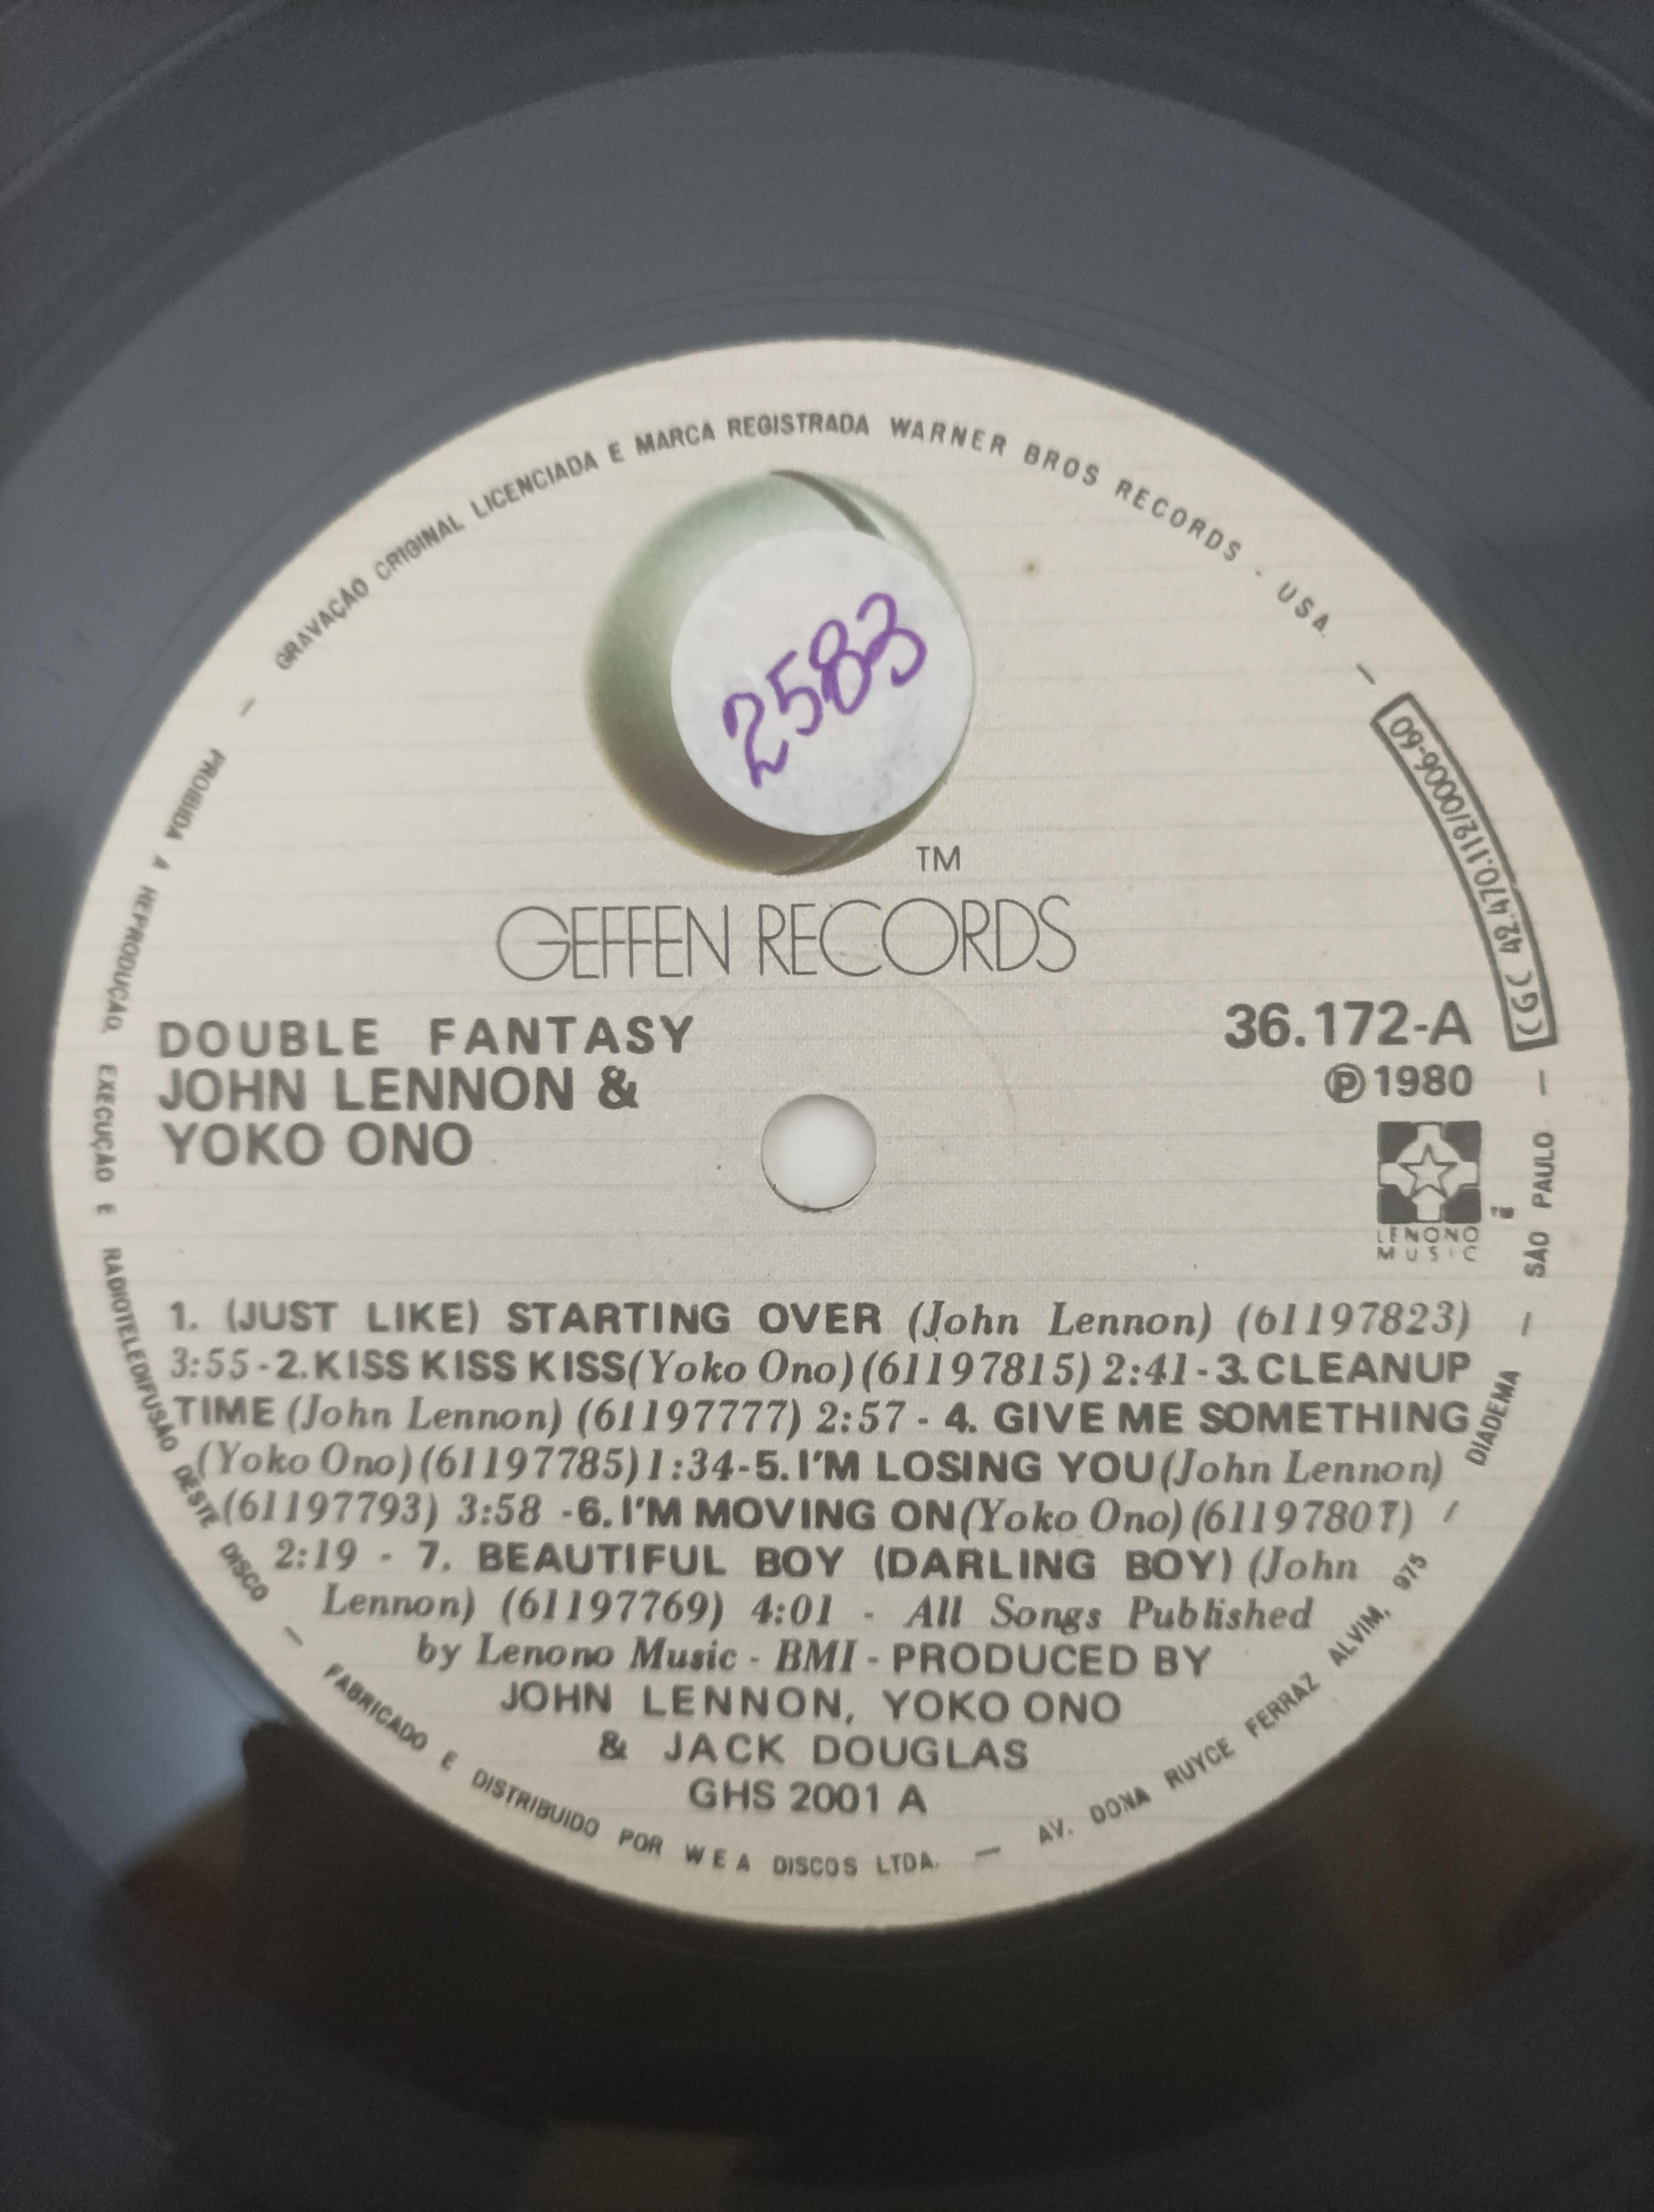 GRAVAÇÃO ORIGINAL LICENCIADA E MARCA REGISTRADA WARNER BROS RECORDS - USA. —
CGC 42.470.112/0006-60
2583
TM
GEFFEN RECORDS
DOUBLE FANTASY
JOHN LENNON &
YOKO ONO
36.172-A
℗1980
LENONO
MUSIC
TM
1. (JUST LIKE) STARTING OVER (John Lennon) (61197823)
3:55-2. KISS KISS KISS (Yoko Ono) (61197815) 2:41-3. CLEANUP
TIME (John Lennon) (61197777) 2:57 - 4. GIVE ME SOMETHING
(Yoko Ono) (61197785) 1:34-5. I'M LOSING YOU (John Lennon)
(61197793) 3:58 -6. I'M MOVING ON (Yoko Ono) (61197807)
2:19 - 7. BEAUTIFUL BOY (DARLING BOY) (John
Lennon) (61197769) 4:01 - All Songs Published
by Lenono Music - BMI - PRODUCED BY
JOHN LENNON, YOKO ONO
& JACK DOUGLAS
GHS 2001 A
— PROIBIDA A REPRODUÇÃO, EXECUÇÃO E RADIOTELEDIFUSÃO DESTE DISCO —
FABRICADO E DISTRIBUIDO POR WEA DISCOS LTDA. — AV. DONA RUYCE FERRAZ ALVIM, 975 / DIADEMA — SÃO PAULO —